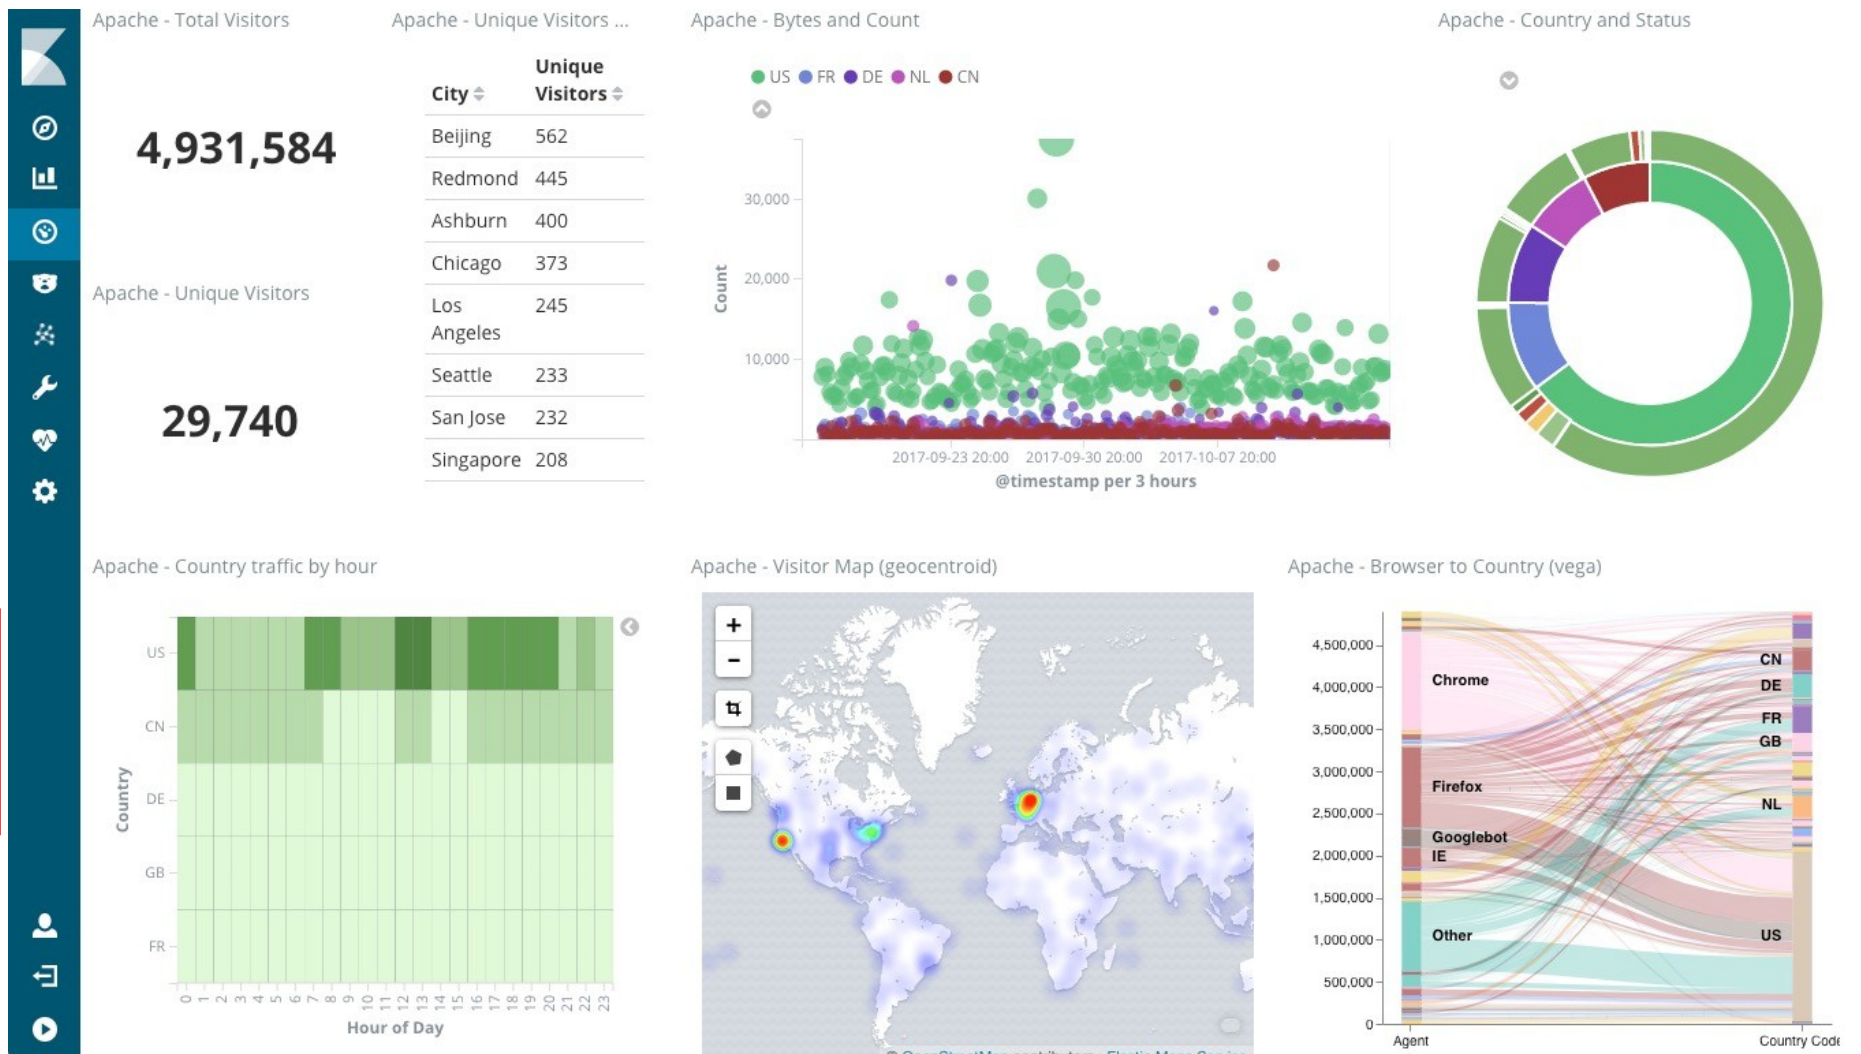 Apache - Total Visitors
4,931,584
Apache - Unique Visitors
29,740
Apache - Unique Visitors ...
City Unique Visitors
Beijing 562
Redmond 445
Ashburn 400
Chicago 373
Los Angeles 245
Seattle 233
San Jose 232
Singapore 208
Apache - Bytes and Count
US FR DE NL CN
Count
30,000
20,000
10,000
2017-09-23 20:00 2017-09-30 20:00 2017-10-07 20:00
@timestamp per 3 hours
Apache - Country and Status
Apache - Country traffic by hour
Country
US
CN
DE
GB
FR
0 1 2 3 4 5 6 7 8 9 10 11 12 13 14 15 16 17 18 19 20 21 22 23
Hour of Day
Apache - Visitor Map (geocentroid)
+
−
© OpenStreetMap contributors, Elastic Maps Service
Apache - Browser to Country (vega)
4,500,000
4,000,000
3,500,000
3,000,000
2,500,000
2,000,000
1,500,000
1,000,000
500,000
0
Chrome
Firefox
Googlebot
IE
Other
CN
DE
FR
GB
NL
US
Agent
Country Code